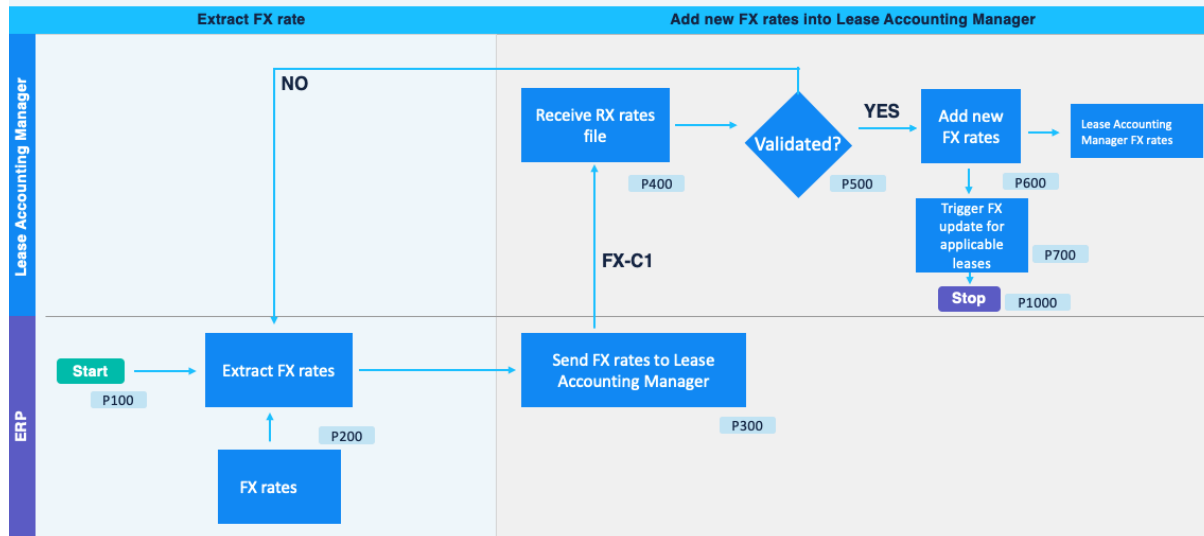 Extract FX rate
Add new FX rates into Lease Accounting Manager
Lease Accounting Manager
NO
Receive RX rates
file
P400
Validated?
P500
YES
Add new
FX rates
P600
Lease Accounting
Manager FX rates
Trigger FX
update for
applicable
leases
P700
Stop
P1000
FX-C1
ERP
Start
P100
Extract FX rates
P200
FX rates
Send FX rates to Lease
Accounting Manager
P300